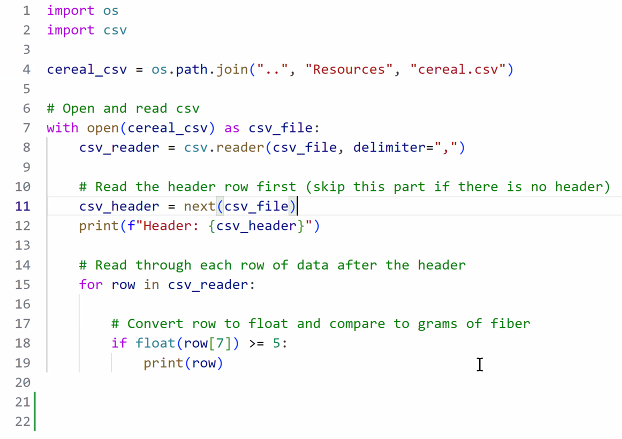 1 import os
2 import csv
3
4 cereal_csv = os.path.join("..", "Resources", "cereal.csv")
5
6 # Open and read csv
7 with open(cereal_csv) as csv_file:
8     csv_reader = csv.reader(csv_file, delimiter=",")
9
10     # Read the header row first (skip this part if there is no header)
11     csv_header = next(csv_file)
12     print(f"Header: {csv_header}")
13
14     # Read through each row of data after the header
15     for row in csv_reader:
16
17         # Convert row to float and compare to grams of fiber
18         if float(row[7]) >= 5:
19             print(row)
20
21
22